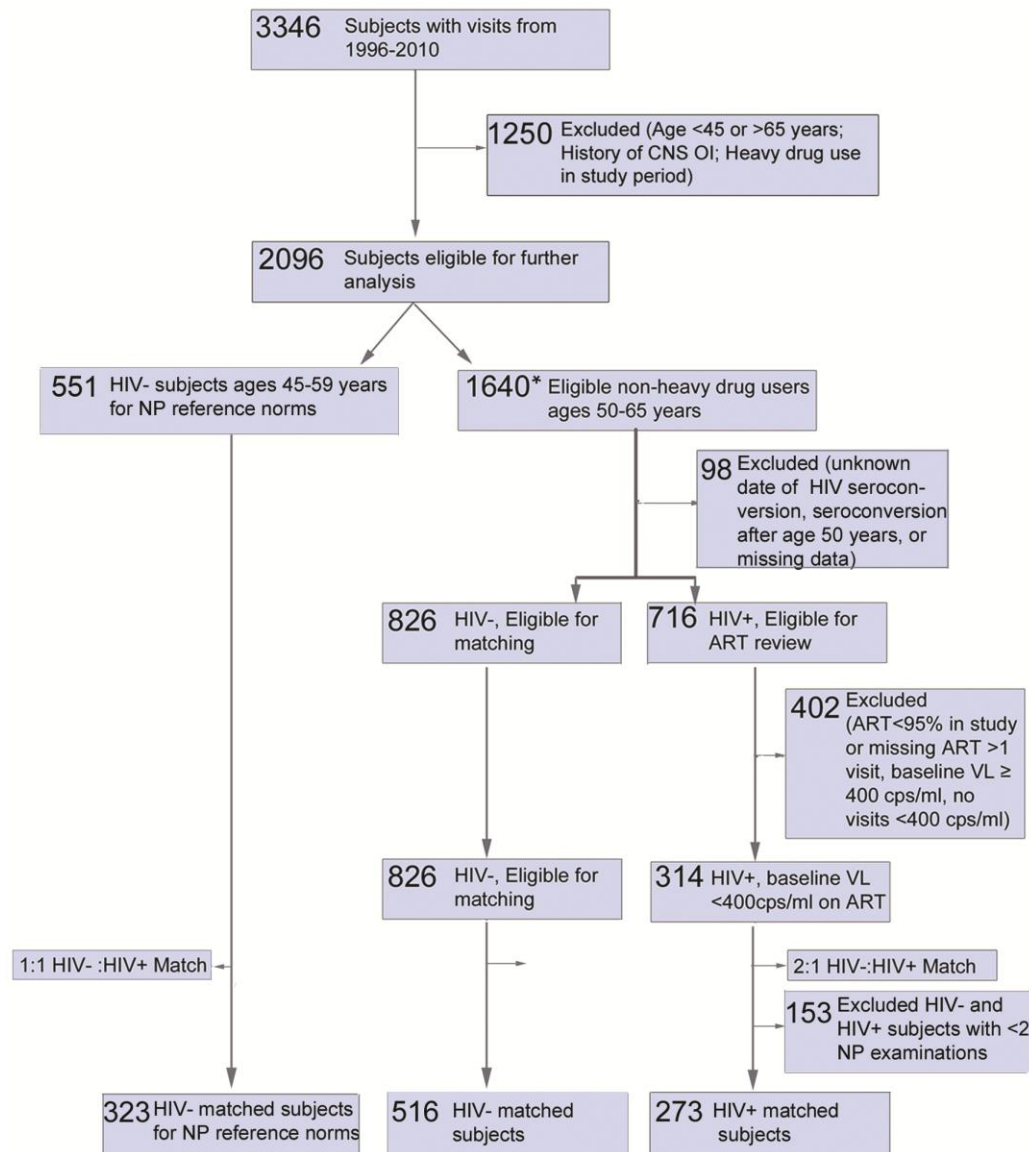 3346 Subjects with visits from
1996-2010
1250 Excluded (Age <45 or >65 years;
History of CNS OI; Heavy drug use
in study period)
2096 Subjects eligible for further
analysis
551 HIV- subjects ages 45-59 years
for NP reference norms
1640* Eligible non-heavy drug users
ages 50-65 years
98 Excluded (unknown
date of HIV serocon-
version, seroconversion
after age 50 years, or
missing data)
826 HIV-, Eligible for
matching
716 HIV+, Eligible for
ART review
402 Excluded
(ART<95% in study
or missing ART >1
visit, baseline VL ≥
400 cps/ml, no
visits <400 cps/ml)
826 HIV-, Eligible for
matching
314 HIV+, baseline VL
<400cps/ml on ART
1:1 HIV- :HIV+ Match
2:1 HIV-:HIV+ Match
153 Excluded HIV- and
HIV+ subjects with <2
NP examinations
323 HIV- matched subjects
for NP reference norms
516 HIV- matched
subjects
273 HIV+ matched
subjects